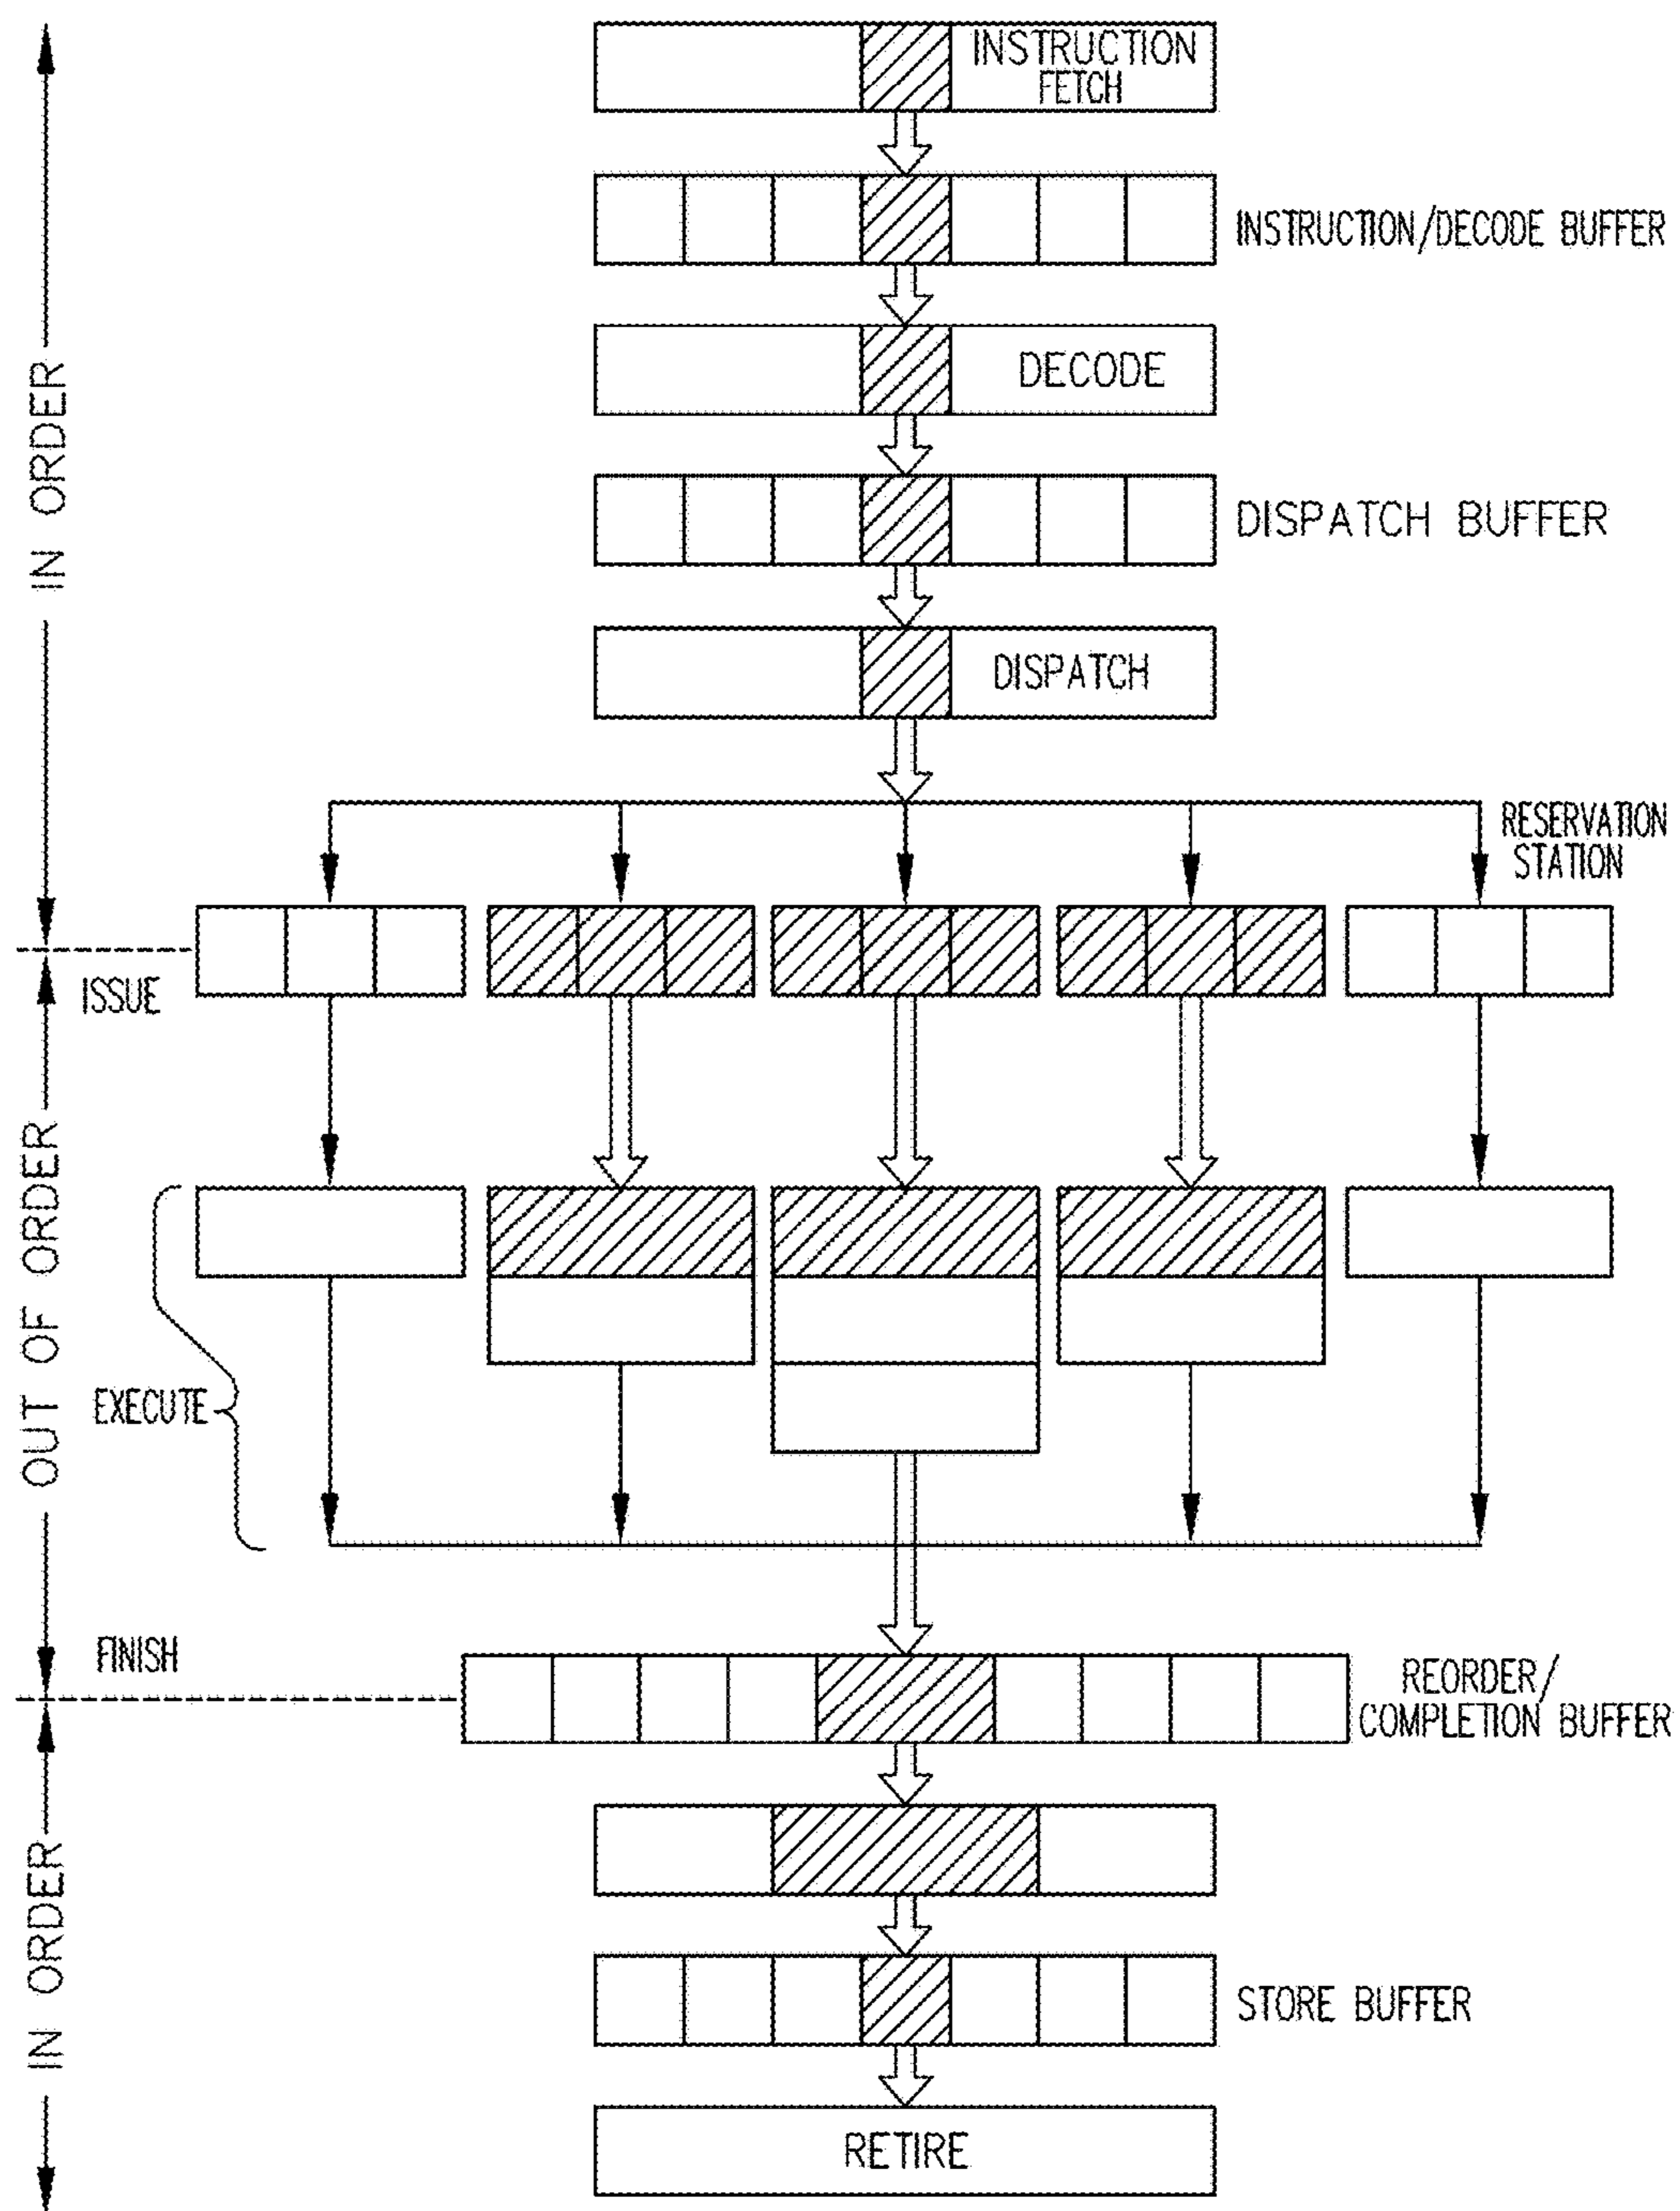 INSTRUCTION
FETCH
INSTRUCTION/DECODE BUFFER
DECODE
DISPATCH BUFFER
DISPATCH
IN ORDER
RESERVATION
STATION
ISSUE
OUT OF ORDER
EXECUTE
FINISH
REORDER/
COMPLETION BUFFER
IN ORDER
STORE BUFFER
RETIRE